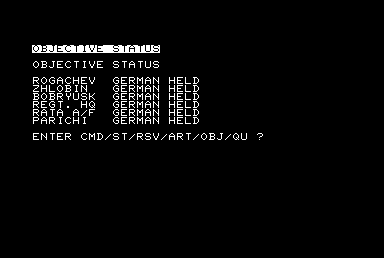 OBJECTIVE STATUS
OBJECTIVE STATUS
ROGACHEV GERMAN HELD
ZHLOBIN GERMAN HELD
BOBRYUSK GERMAN HELD
REGT. HQ GERMAN HELD
RATA A/F GERMAN HELD
PARICHI GERMAN HELD
ENTER CMD/ST/RSV/ART/OBJ/QU ?